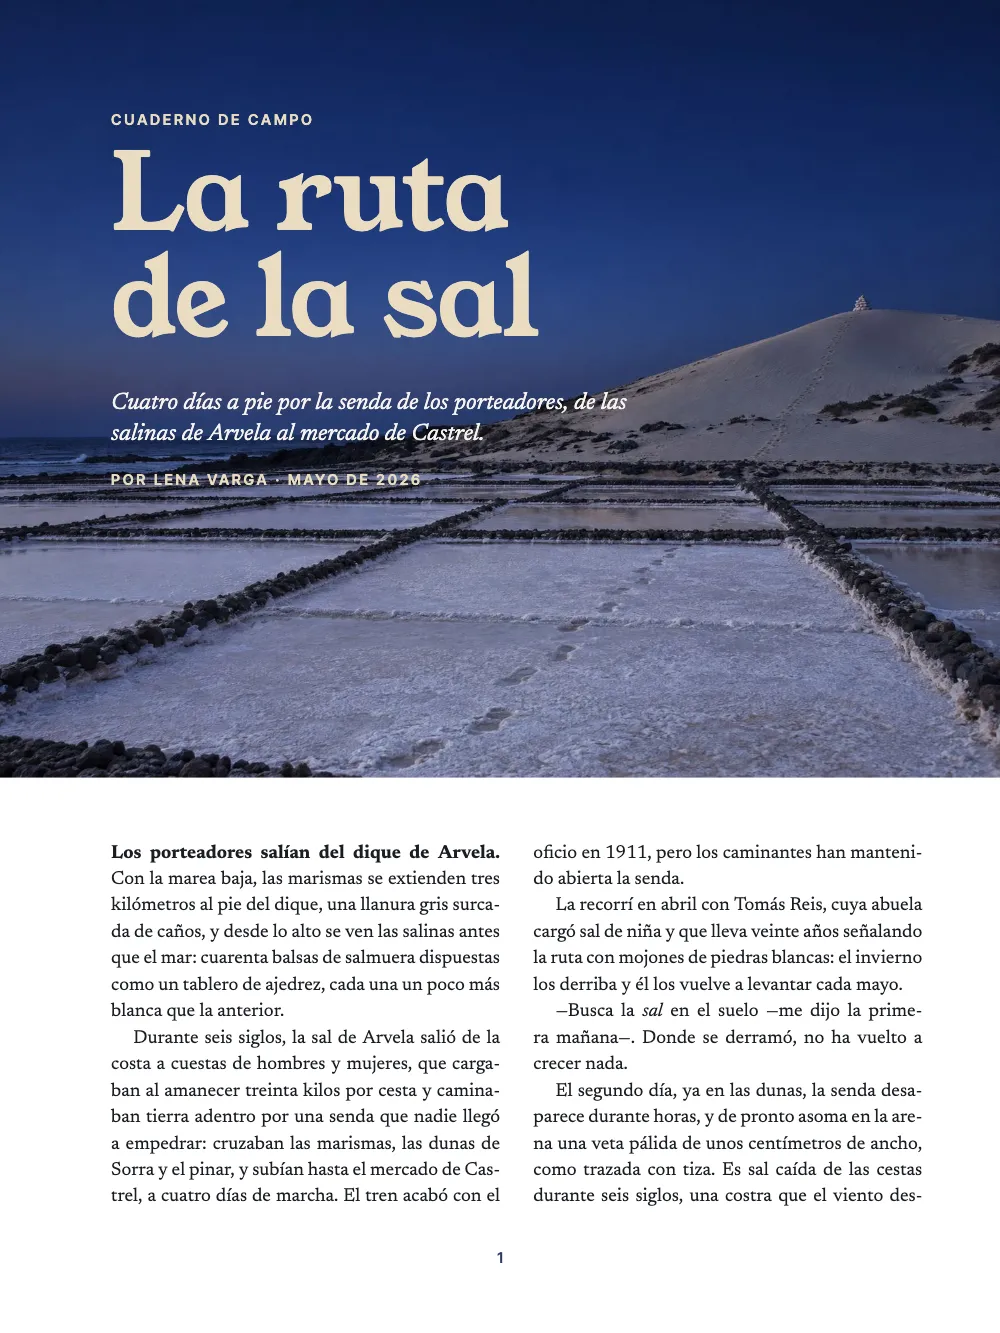 CUADERNO DE CAMPO
La ruta
de la sal
Cuatro días a pie por la senda de los porteadores, de las
salinas de Arvela al mercado de Castrel.
POR LENA VARGA · MAYO DE 2026
Los porteadores salían del dique de Arvela.
Con la marea baja, las marismas se extienden tres
kilómetros al pie del dique, una llanura gris surca-
da de caños, y desde lo alto se ven las salinas antes
que el mar: cuarenta balsas de salmuera dispuestas
como un tablero de ajedrez, cada una un poco más
blanca que la anterior.
Durante seis siglos, la sal de Arvela salió de la
costa a cuestas de hombres y mujeres, que carga-
ban al amanecer treinta kilos por cesta y camina-
ban tierra adentro por una senda que nadie llegó
a empedrar: cruzaban las marismas, las dunas de
Sorra y el pinar, y subían hasta el mercado de Cas-
trel, a cuatro días de marcha. El tren acabó con el
oficio en 1911, pero los caminantes han manteni-
do abierta la senda.
La recorrí en abril con Tomás Reis, cuya abuela
cargó sal de niña y que lleva veinte años señalando
la ruta con mojones de piedras blancas: el invierno
los derriba y él los vuelve a levantar cada mayo.
—Busca la sal en el suelo —me dijo la prime-
ra mañana—. Donde se derramó, no ha vuelto a
crecer nada.
El segundo día, ya en las dunas, la senda desa-
parece durante horas, y de pronto asoma en la are-
na una veta pálida de unos centímetros de ancho,
como trazada con tiza. Es sal caída de las cestas
durante seis siglos, una costra que el viento des-
1